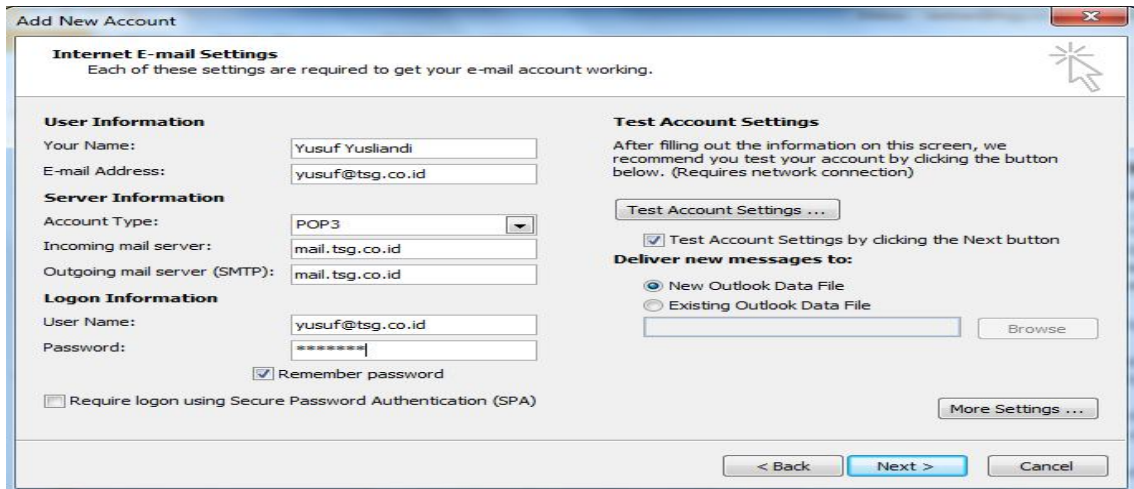 Add New Account
Internet E-mail Settings
Each of these settings are required to get your e-mail account working.
User Information
Your Name:
Yusuf Yusliandi
E-mail Address:
yusuf@tsg.co.id
Server Information
Account Type:
POP3
Incoming mail server:
mail.tsg.co.id
Outgoing mail server (SMTP):
mail.tsg.co.id
Logon Information
User Name:
yusuf@tsg.co.id
Password:
*******
Remember password
Require logon using Secure Password Authentication (SPA)
Test Account Settings
After filling out the information on this screen, we
recommend you test your account by clicking the button
below. (Requires network connection)
Test Account Settings ...
Test Account Settings by clicking the Next button
Deliver new messages to:
New Outlook Data File
Existing Outlook Data File
Browse
More Settings ...
< Back
Next >
Cancel